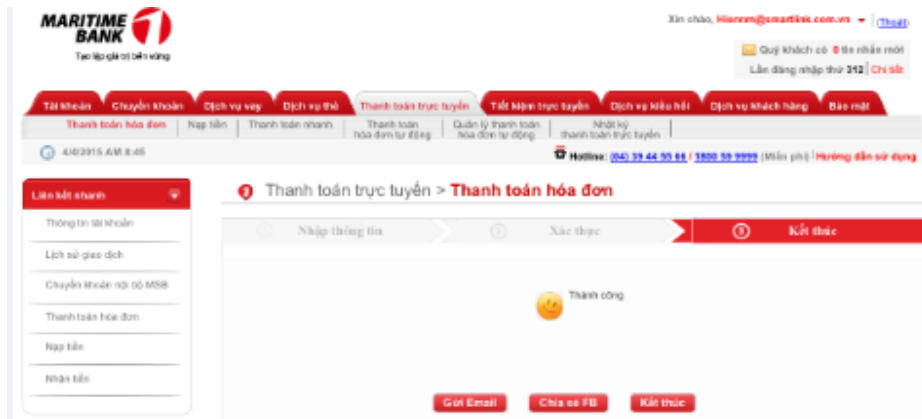 MARITIME
BANK
Tạo lập giá trị bền vững
Xin chào, Hiennm@smartlink.com.vn | (Thoát)
Quý khách có 0 tin nhắn mới
Lần đăng nhập thứ 312 | Chi tiết
Tài khoản Chuyển khoản Dịch vụ vay Dịch vụ thẻ Thanh toán trực tuyến Tiết kiệm trực tuyến Dịch vụ kiều hối Dịch vụ khách hàng Bảo mật
Thanh toán hóa đơn | Nạp tiền | Thanh toán nhanh | Thanh toán hóa đơn tự động | Quản lý thanh toán hóa đơn tự động | Nhật ký thanh toán trực tuyến |
4/4/2015 AM 8:45
Hotline: (04) 39 44 55 66 / 1800 59 9999 (Miễn phí) | Hướng dẫn sử dụng
Liên kết nhanh
Thanh toán trực tuyến > Thanh toán hóa đơn
Thông tin tài khoản
Nhập thông tin
Xác thực
3 Kết thúc
Lịch sử giao dịch
Chuyển khoản nội bộ MSB
Thành công
Thanh toán hóa đơn
Nạp tiền
Nhận tiền
Gửi Email Chia sẻ FB Kết thúc